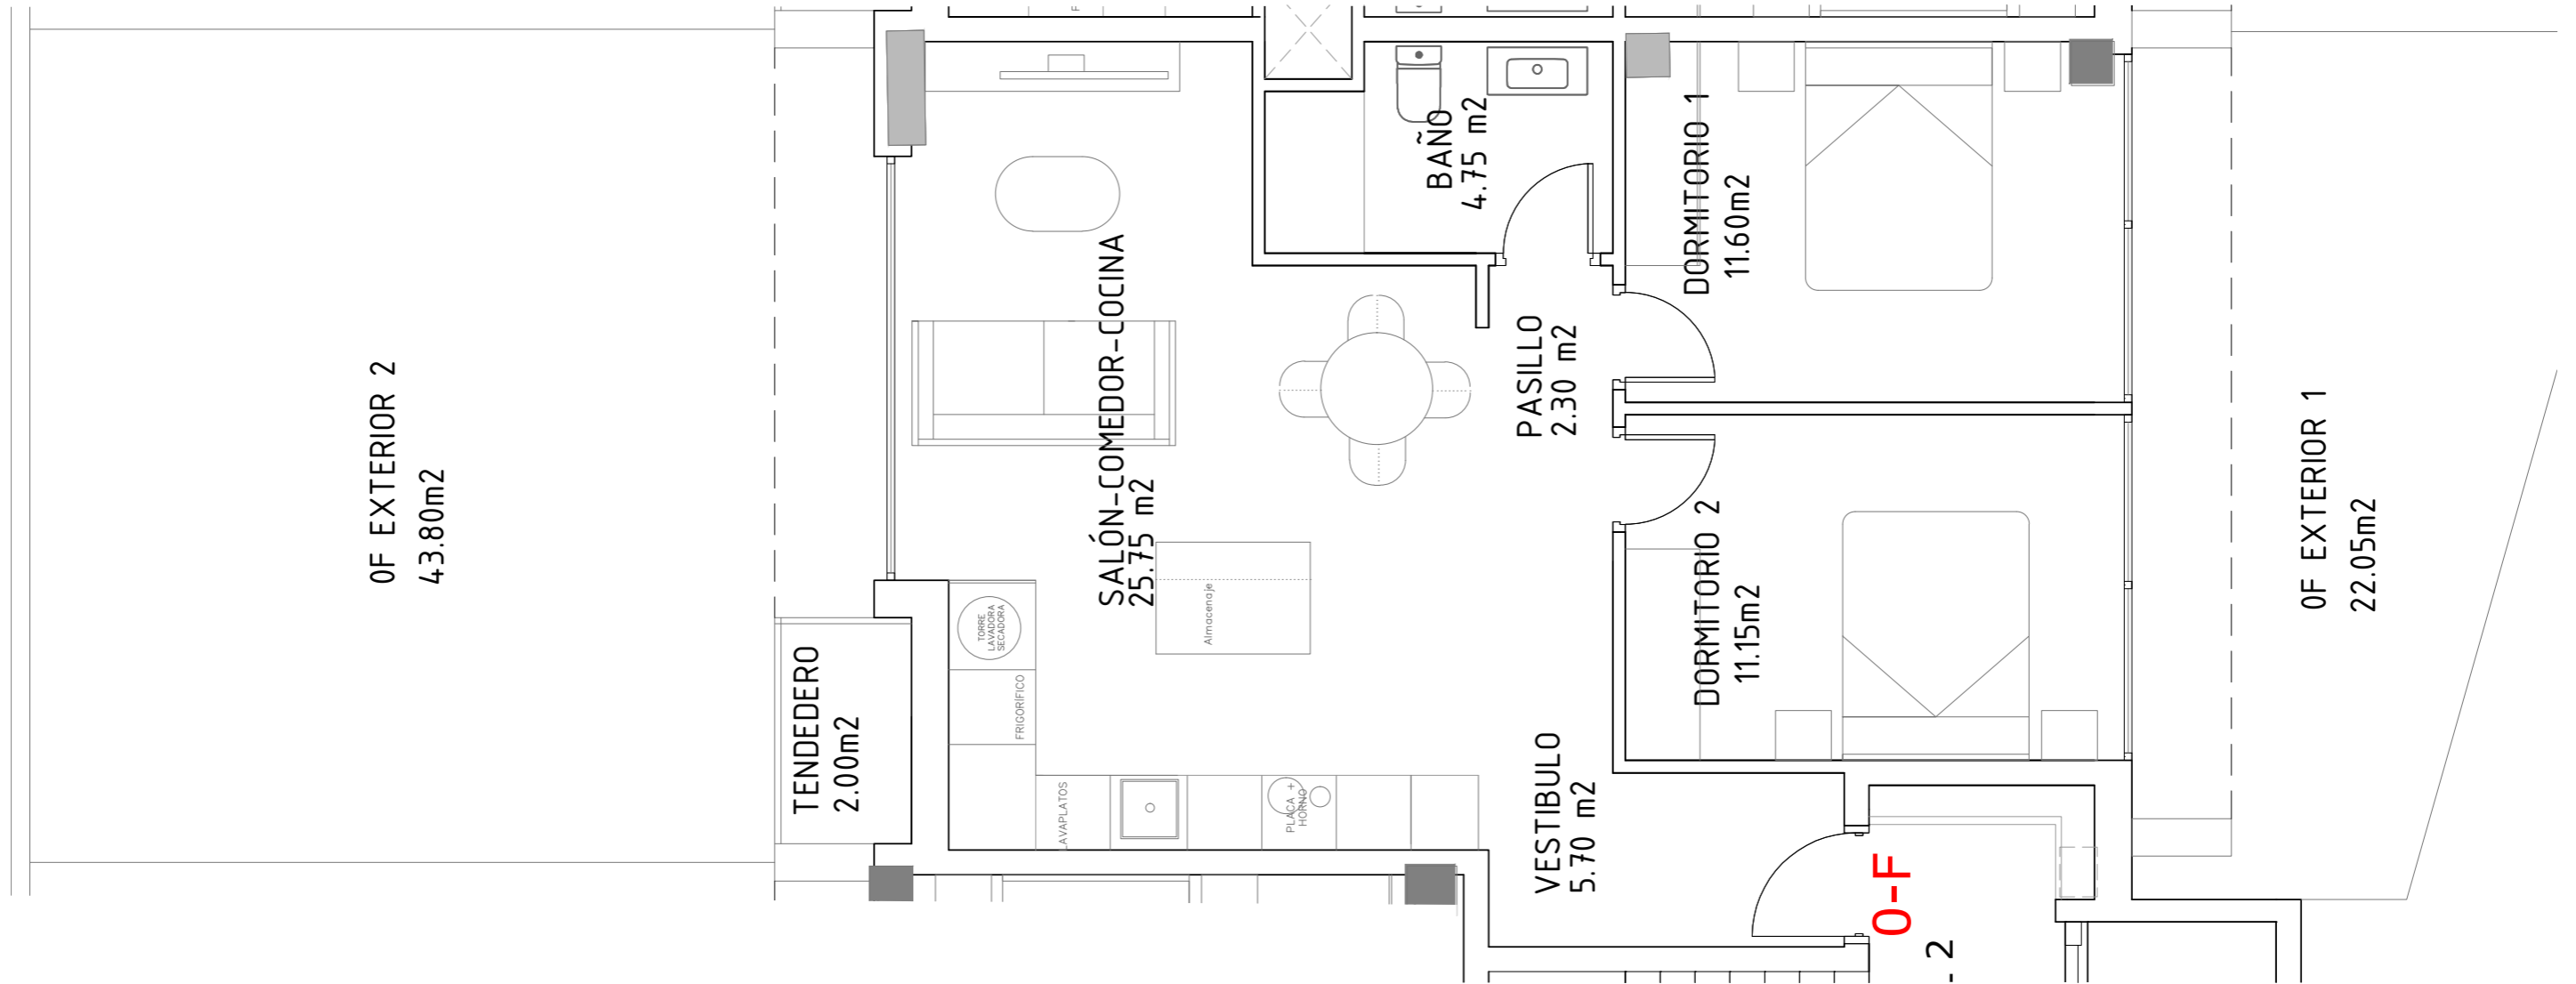 0F EXTERIOR 2
43.80m2
TENDEDERO
2.00m2
SALÓN-COMEDOR-COCINA
25.75 m2
TORRE
LAVADORA
SECADORA
FRIGORÍFICO
LAVAPLATOS
Almacenaje
PLACA +
HORNO
BAÑO
4.75 m2
PASILLO
2.30 m2
VESTIBULO
5.70 m2
DORMITORIO 1
11.60m2
DORMITORIO 2
11.15m2
0-F
2
0F EXTERIOR 1
22.05m2